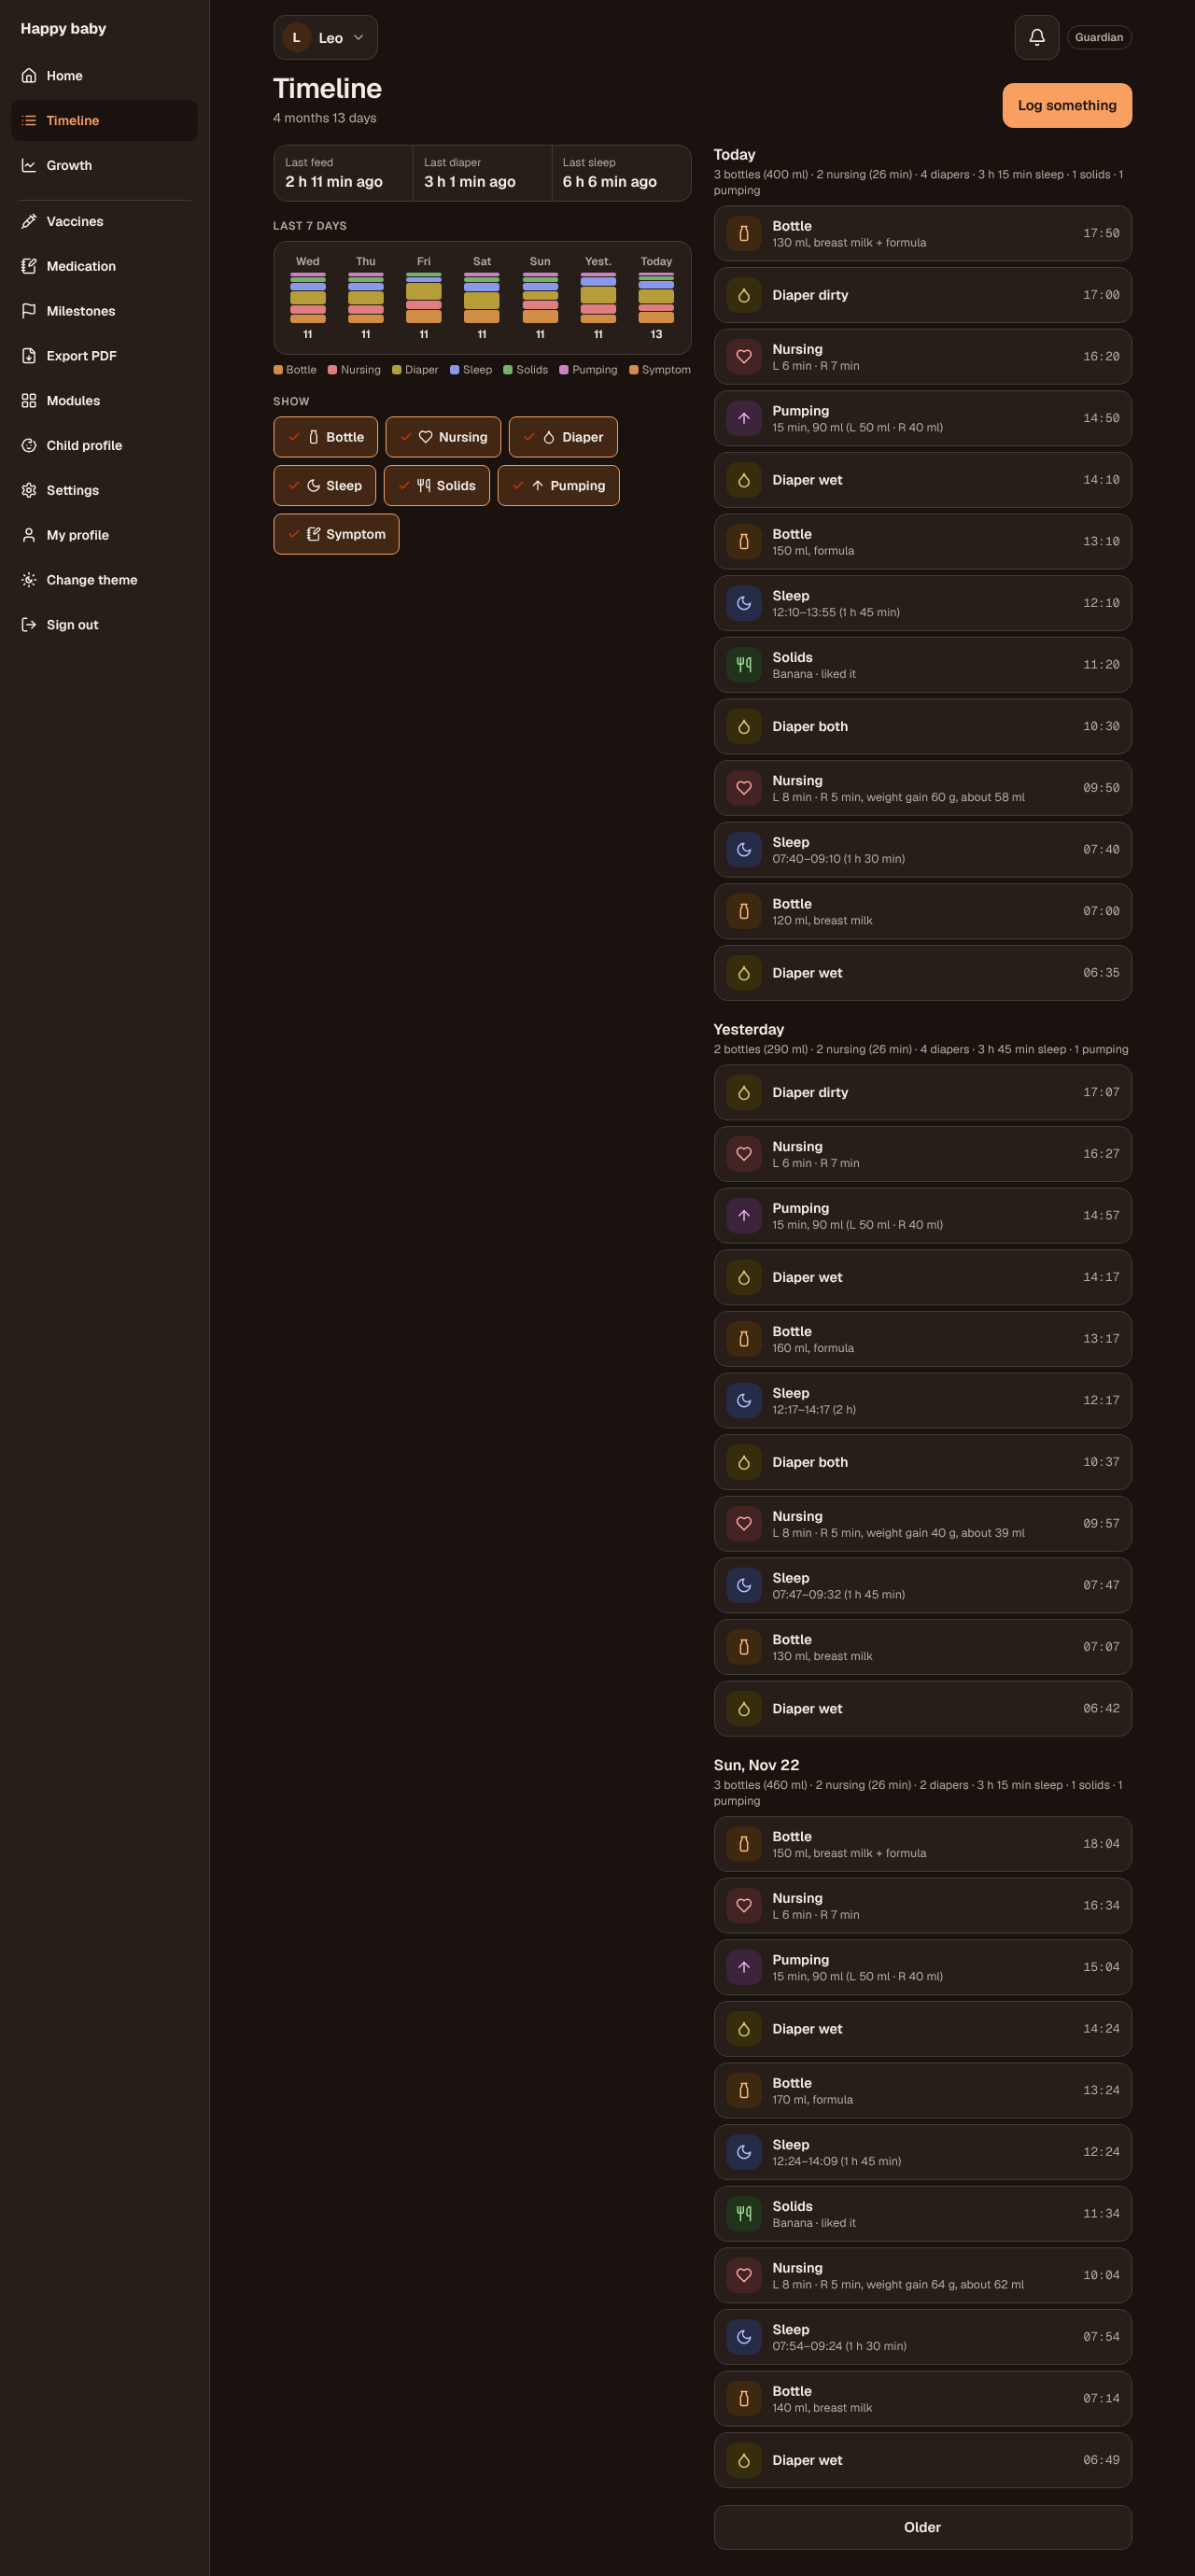 Happy baby
Home
Timeline
Growth
Vaccines
Medication
Milestones
Export PDF
Modules
Child profile
Settings
My profile
Change theme
Sign out
L Leo
Guardian
Timeline
4 months 13 days
Log something
Last feed
2 h 11 min ago
Last diaper
3 h 1 min ago
Last sleep
6 h 6 min ago
LAST 7 DAYS
Wed Thu Fri Sat Sun Yest. Today
11 11 11 11 11 11 13
Bottle Nursing Diaper Sleep Solids Pumping Symptom
SHOW
Bottle Nursing Diaper
Sleep Solids Pumping
Symptom
Today
3 bottles (400 ml) · 2 nursing (26 min) · 4 diapers · 3 h 15 min sleep · 1 solids · 1
pumping
Bottle
130 ml, breast milk + formula
17:50
Diaper dirty
17:00
Nursing
L 6 min · R 7 min
16:20
Pumping
15 min, 90 ml (L 50 ml · R 40 ml)
14:50
Diaper wet
14:10
Bottle
150 ml, formula
13:10
Sleep
12:10–13:55 (1 h 45 min)
12:10
Solids
Banana · liked it
11:20
Diaper both
10:30
Nursing
L 8 min · R 5 min, weight gain 60 g, about 58 ml
09:50
Sleep
07:40–09:10 (1 h 30 min)
07:40
Bottle
120 ml, breast milk
07:00
Diaper wet
06:35
Yesterday
2 bottles (290 ml) · 2 nursing (26 min) · 4 diapers · 3 h 45 min sleep · 1 pumping
Diaper dirty
17:07
Nursing
L 6 min · R 7 min
16:27
Pumping
15 min, 90 ml (L 50 ml · R 40 ml)
14:57
Diaper wet
14:17
Bottle
160 ml, formula
13:17
Sleep
12:17–14:17 (2 h)
12:17
Diaper both
10:37
Nursing
L 8 min · R 5 min, weight gain 40 g, about 39 ml
09:57
Sleep
07:47–09:32 (1 h 45 min)
07:47
Bottle
130 ml, breast milk
07:07
Diaper wet
06:42
Sun, Nov 22
3 bottles (460 ml) · 2 nursing (26 min) · 2 diapers · 3 h 15 min sleep · 1 solids · 1
pumping
Bottle
150 ml, breast milk + formula
18:04
Nursing
L 6 min · R 7 min
16:34
Pumping
15 min, 90 ml (L 50 ml · R 40 ml)
15:04
Diaper wet
14:24
Bottle
170 ml, formula
13:24
Sleep
12:24–14:09 (1 h 45 min)
12:24
Solids
Banana · liked it
11:34
Nursing
L 8 min · R 5 min, weight gain 64 g, about 62 ml
10:04
Sleep
07:54–09:24 (1 h 30 min)
07:54
Bottle
140 ml, breast milk
07:14
Diaper wet
06:49
Older